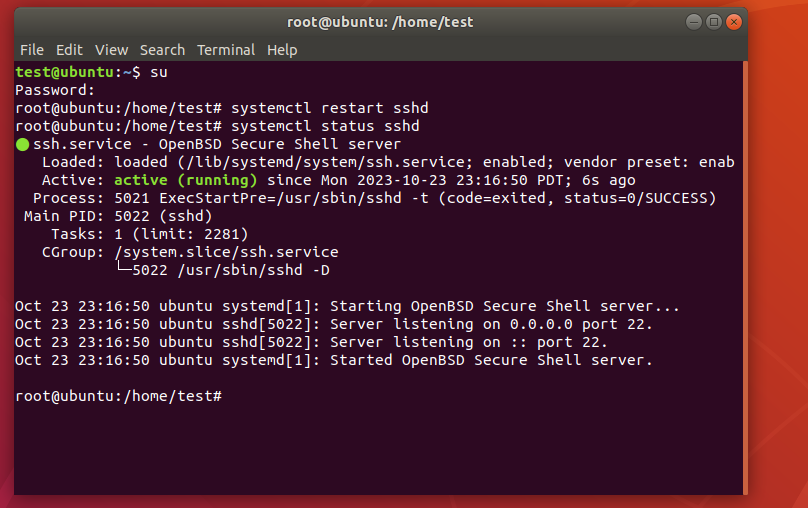 root@ubuntu: /home/test
File Edit View Search Terminal Help
test@ubuntu:~$ su
Password:
root@ubuntu:/home/test# systemctl restart sshd
root@ubuntu:/home/test# systemctl status sshd
● ssh.service - OpenBSD Secure Shell server
   Loaded: loaded (/lib/systemd/system/ssh.service; enabled; vendor preset: enab
   Active: active (running) since Mon 2023-10-23 23:16:50 PDT; 6s ago
  Process: 5021 ExecStartPre=/usr/sbin/sshd -t (code=exited, status=0/SUCCESS)
 Main PID: 5022 (sshd)
    Tasks: 1 (limit: 2281)
   CGroup: /system.slice/ssh.service
           └─5022 /usr/sbin/sshd -D
Oct 23 23:16:50 ubuntu systemd[1]: Starting OpenBSD Secure Shell server...
Oct 23 23:16:50 ubuntu sshd[5022]: Server listening on 0.0.0.0 port 22.
Oct 23 23:16:50 ubuntu sshd[5022]: Server listening on :: port 22.
Oct 23 23:16:50 ubuntu systemd[1]: Started OpenBSD Secure Shell server.
root@ubuntu:/home/test#